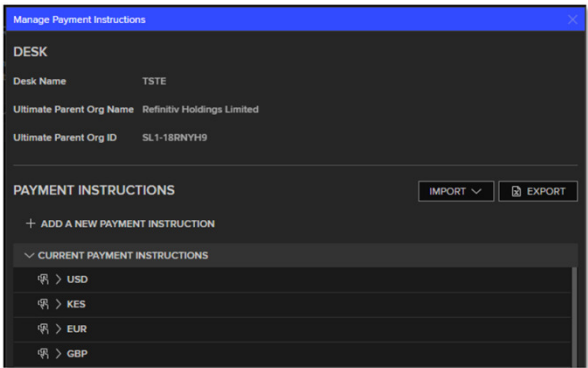 Manage Payment Instructions
DESK
Desk Name TSTE
Ultimate Parent Org Name Refinitiv Holdings Limited
Ultimate Parent Org ID SL1-18RNYH9
PAYMENT INSTRUCTIONS IMPORT EXPORT
+ ADD A NEW PAYMENT INSTRUCTION
CURRENT PAYMENT INSTRUCTIONS
USD
KES
EUR
GBP